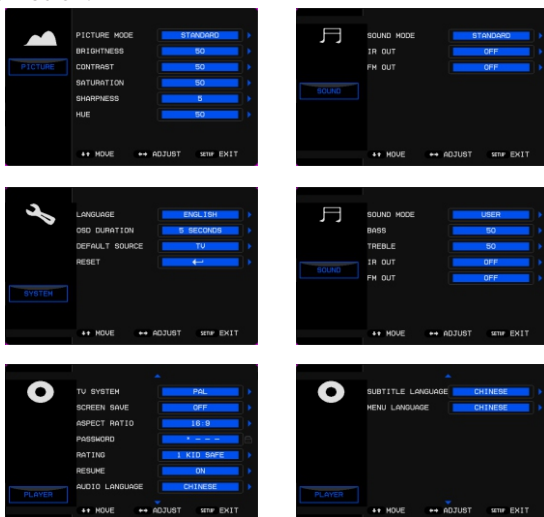 PICTURE MODE STANDARD
BRIGHTNESS 50
PICTURE CONTRAST 50
SATURATION 50
SHARPNESS 5
HUE 50
MOVE ADJUST SETUP EXIT
SOUND MODE STANDARD
IR OUT OFF
FM OUT OFF
SOUND
MOVE ADJUST SETUP EXIT
LANGUAGE ENGLISH
OSD DURATION 5 SECONDS
DEFAULT SOURCE TV
RESET
SYSTEM
MOVE ADJUST SETUP EXIT
SOUND MODE USER
BASS 50
TREBLE 50
IR OUT OFF
SOUND
FM OUT OFF
MOVE ADJUST SETUP EXIT
TV SYSTEM PAL
SCREEN SAVE OFF
ASPECT RATIO 16:9
PASSWORD * – – –
RATING 1 KID SAFE
RESUME ON
AUDIO LANGUAGE CHINESE
PLAYER
MOVE ADJUST SETUP EXIT
SUBTITLE LANGUAGE CHINESE
MENU LANGUAGE CHINESE
PLAYER
MOVE ADJUST SETUP EXIT